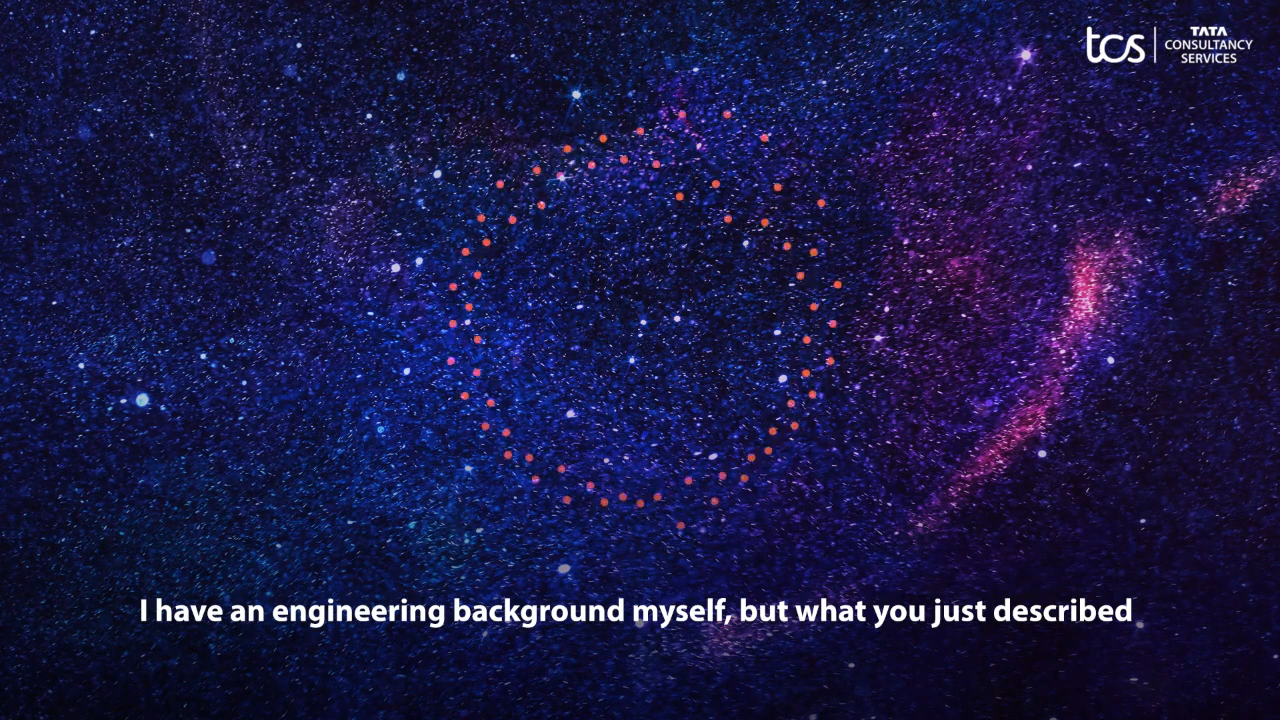 tcs
TATA
CONSULTANCY
SERVICES
I have an engineering background myself, but what you just described